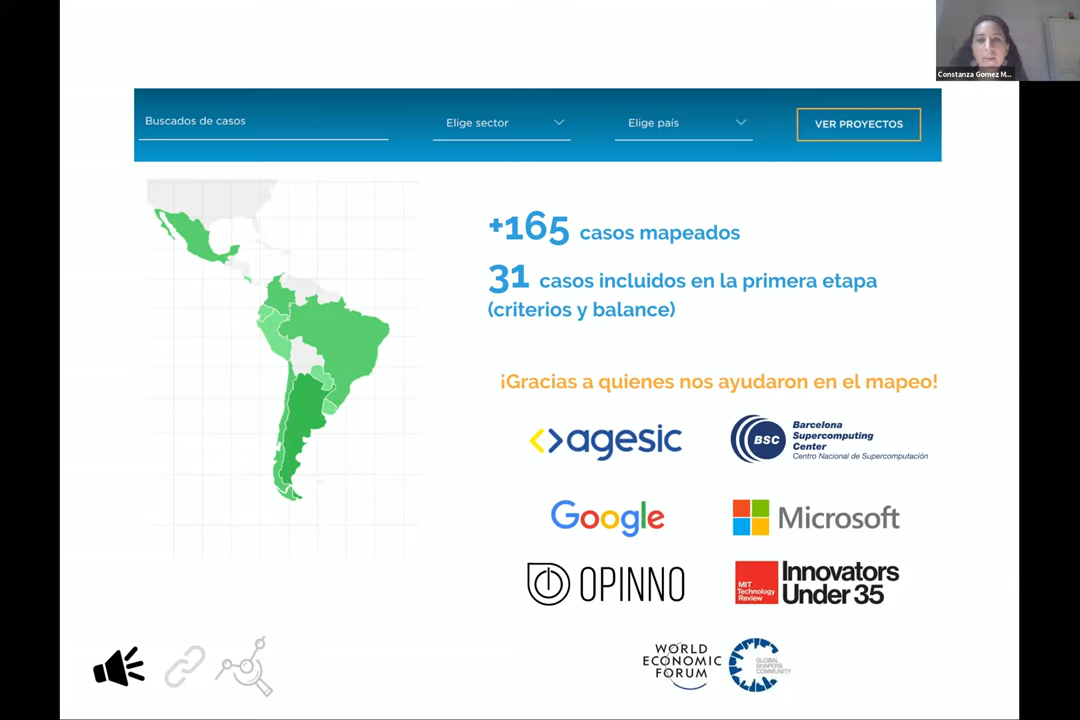 Constanza Gomez M...
Buscados de casos
Elige sector
Elige país
VER PROYECTOS
+165 casos mapeados
31 casos incluidos en la primera etapa
(criterios y balance)
¡Gracias a quienes nos ayudaron en el mapeo!
agesic
BSC
Barcelona
Supercomputing
Center
Centro Nacional de Supercomputación
Google
Microsoft
OPINNO
MIT
Technology
Review
Innovators
Under 35
WORLD
ECONOMIC
FORUM
GLOBAL
SHAPERS
COMMUNITY